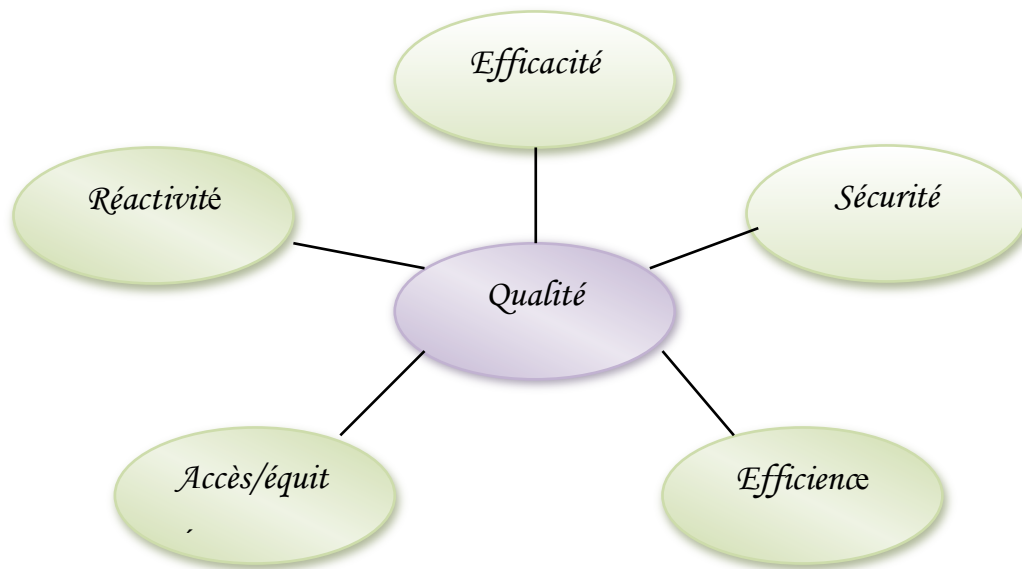 Efficacité
Réactivité
Sécurité
Qualité
Accès/équit
é
Efficience